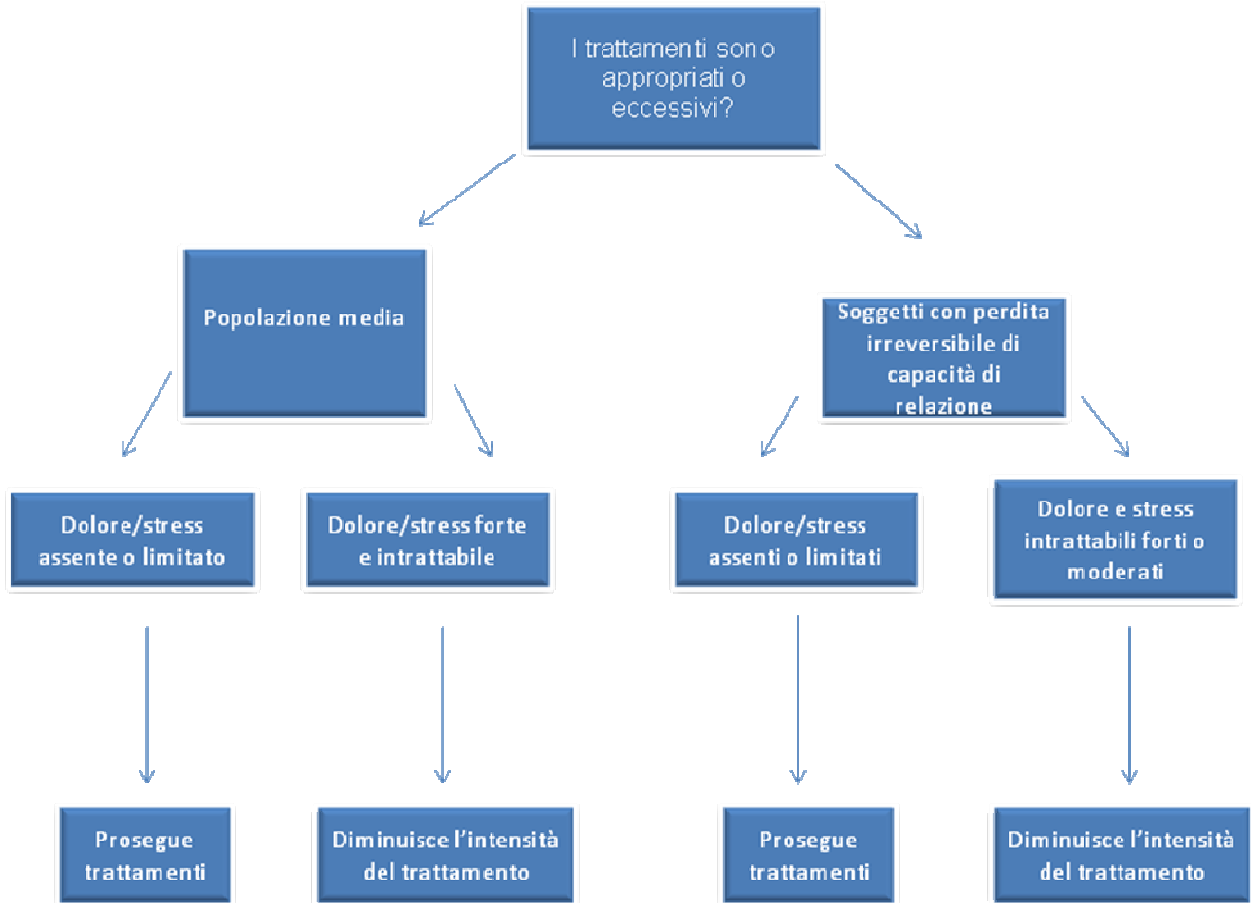 I trattamenti sono
appropriati o
eccessivi?
Popolazione media
Soggetti con perdita
irreversibile di
capacità di
relazione
Dolore/stress
assente o limitato
Dolore/stress forte
e intrattabile
Dolore/stress
assenti o limitati
Dolore e stress
intrattabili forti o
moderati
Prosegue
trattamenti
Diminuisce l’intensità
del trattamento
Prosegue
trattamenti
Diminuisce l’intensità
del trattamento